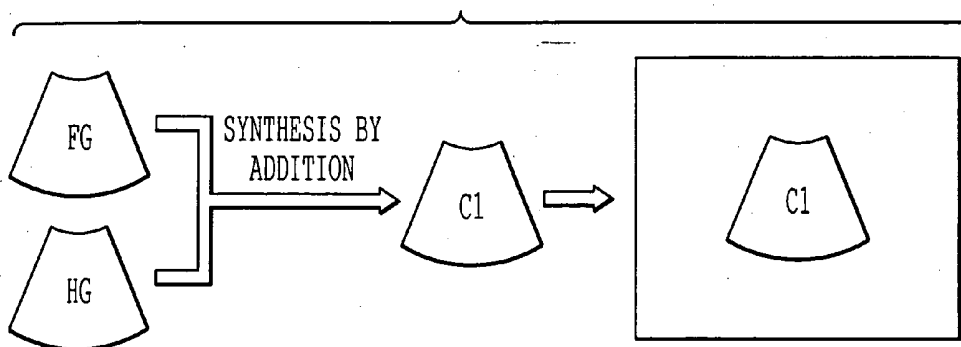 FG
SYNTHESIS BY
ADDITION
C1
C1
HG